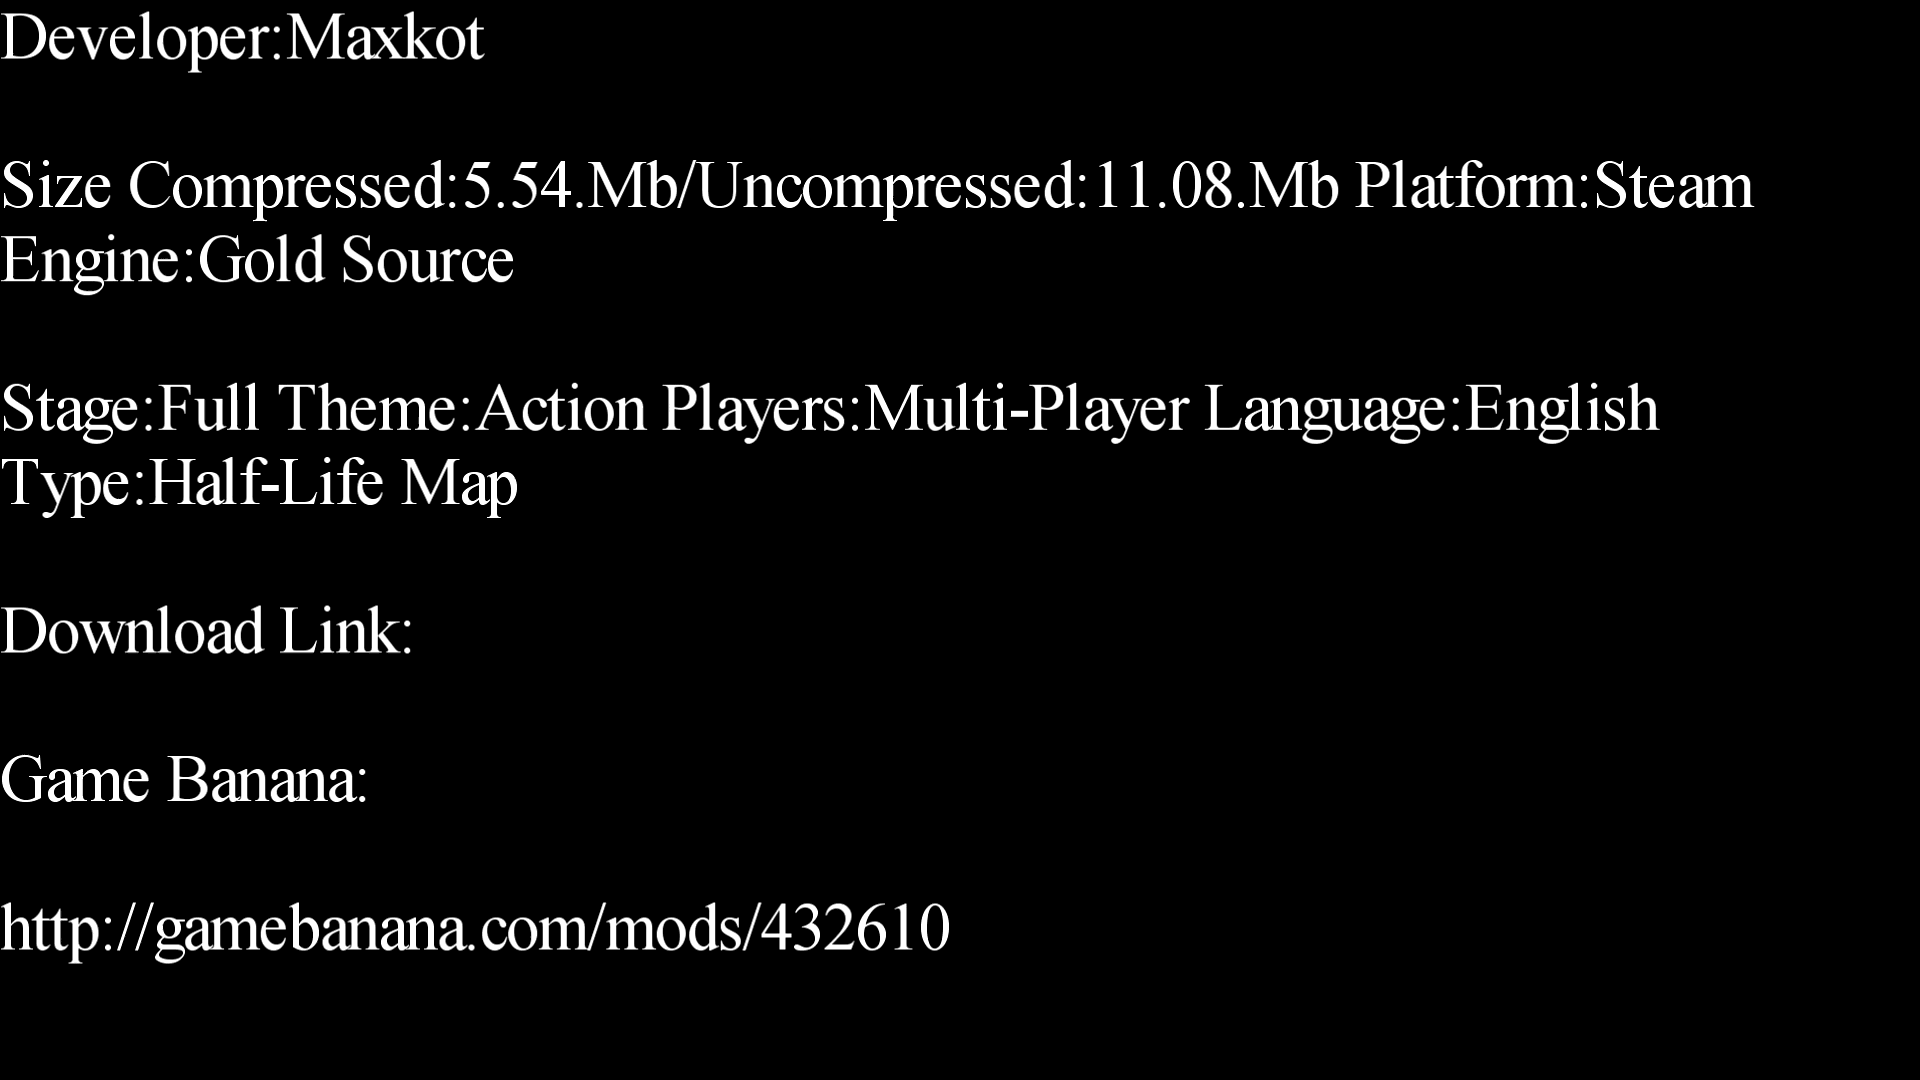 Developer:Maxkot
Size Compressed:5.54.Mb/Uncompressed:11.08.Mb Platform:Steam
Engine:Gold Source
Stage:Full Theme:Action Players:Multi-Player Language:English
Type:Half-Life Map
Download Link:
Game Banana:
http://gamebanana.com/mods/432610